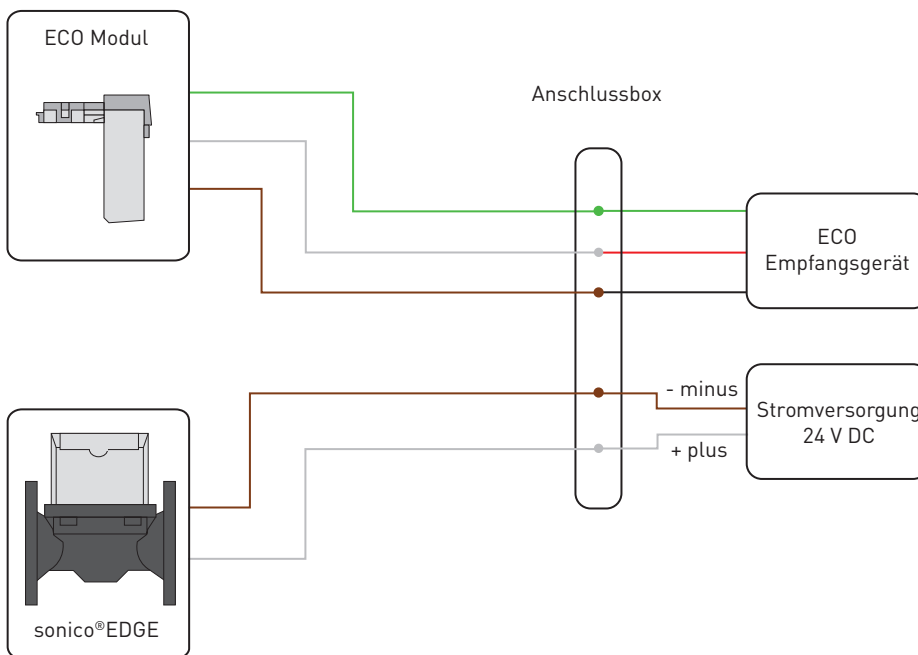 ECO Modul
Anschlussbox
ECO
Empfangsgerät
- minus
+ plus
Stromversorgung
24 V DC
sonico®EDGE